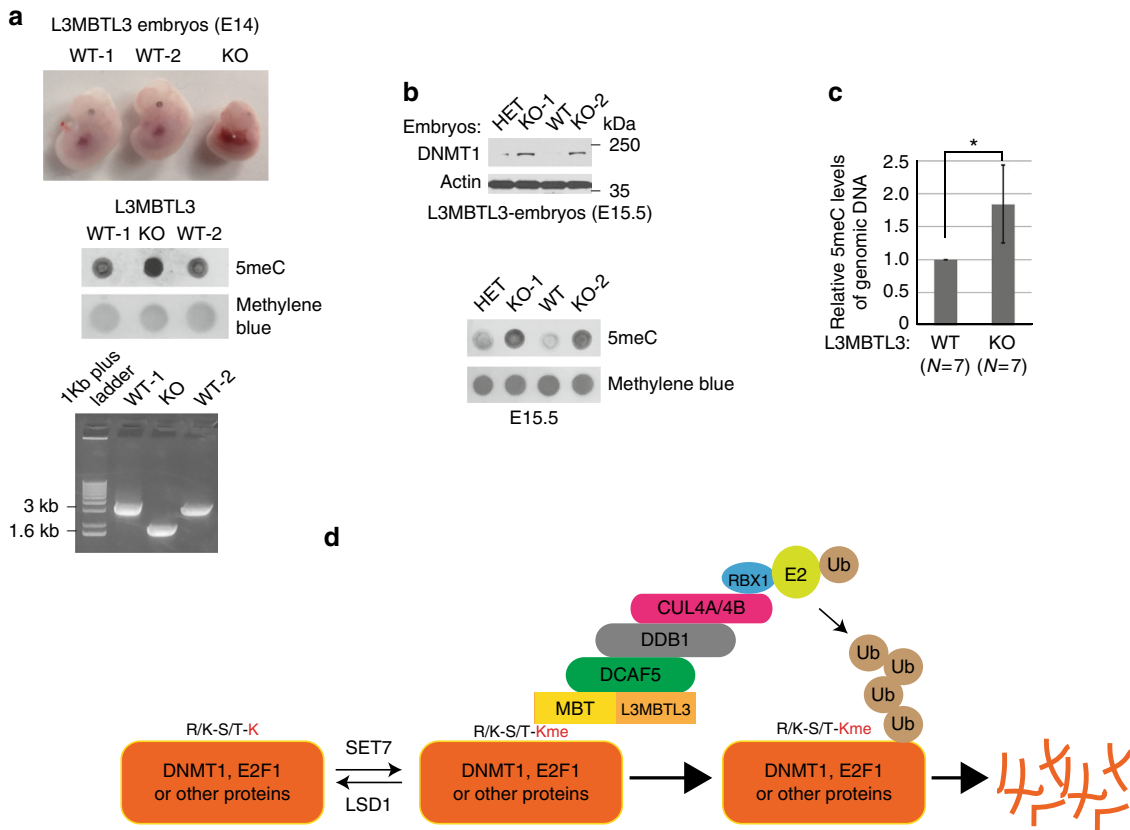 a
L3MBTL3 embryos (E14)
WT-1 WT-2 KO
L3MBTL3
WT-1 KO WT-2
5meC
Methylene
blue
1Kb plus
ladder
WT-1
KO
WT-2
3 kb
1.6 kb
b
Embryos:
HET
KO-1
WT
KO-2
kDa
DNMT1
250
Actin
35
L3MBTL3-embryos (E15.5)
HET
KO-1
WT
KO-2
5meC
Methylene blue
E15.5
c
*
Relative 5meC levels
of genomic DNA
2.5
2.0
1.5
1.0
0.5
0
L3MBTL3: WT KO
(N=7) (N=7)
d
RBX1 E2 Ub
CUL4A/4B
DDB1
DCAF5
MBT L3MBTL3
Ub
Ub
Ub
Ub
R/K-S/T-K
DNMT1, E2F1
or other proteins
SET7
LSD1
R/K-S/T-Kme
DNMT1, E2F1
or other proteins
R/K-S/T-Kme
DNMT1, E2F1
or other proteins